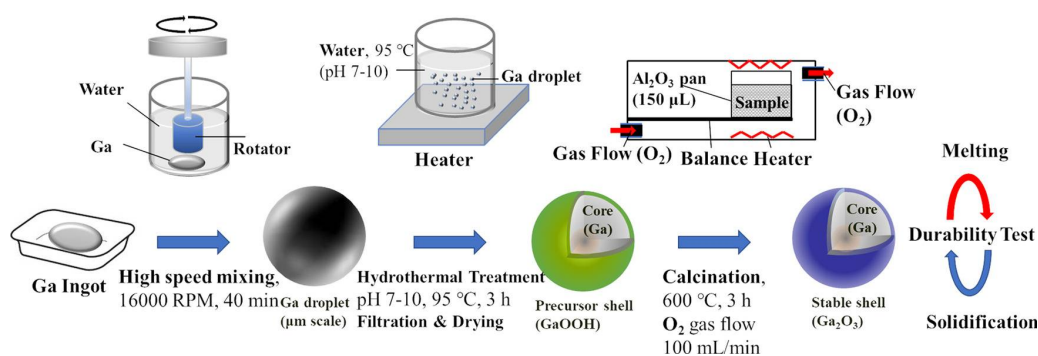 Water
Ga
Rotator
Water, 95 ℃
(pH 7-10)
Ga droplet
Heater
Al₂O₃ pan
(150 μL)
Sample
Gas Flow
(O₂)
Gas Flow (O₂)
Balance Heater
Melting
Durability Test
Solidification
Ga Ingot
High speed mixing,
16000 RPM, 40 min
Ga droplet
(μm scale)
Hydrothermal Treatment
pH 7-10, 95 ℃, 3 h
Filtration & Drying
Core
(Ga)
Precursor shell
(GaOOH)
Calcination,
600 ℃, 3 h
O₂ gas flow
100 mL/min
Core
(Ga)
Stable shell
(Ga₂O₃)